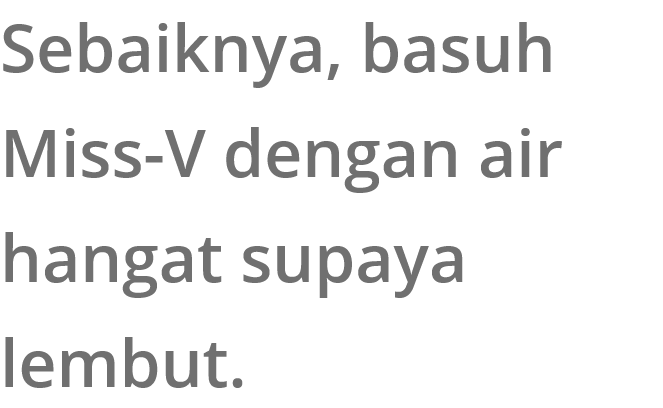 Sebaiknya, basuh
Miss-V dengan air
hangat supaya
lembut.